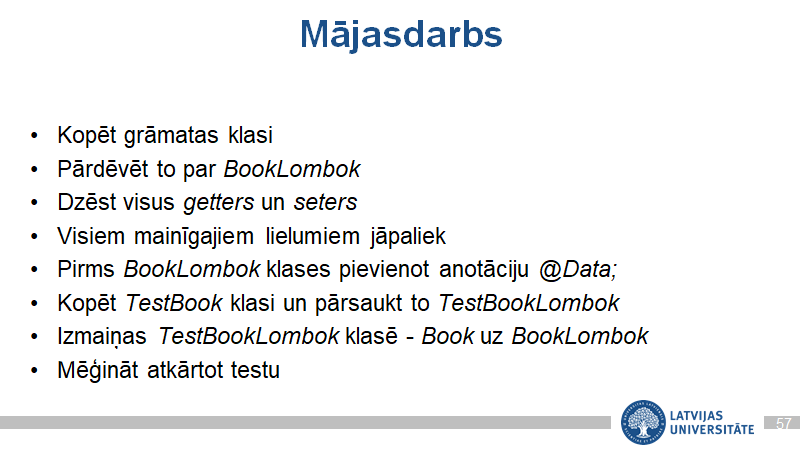 Mājasdarbs
• Kopēt grāmatas klasi
• Pārdēvēt to par BookLombok
• Dzēst visus getters un seters
• Visiem mainīgajiem lielumiem jāpaliek
• Pirms BookLombok klases pievienot anotāciju @Data;
• Kopēt TestBook klasi un pārsaukt to TestBookLombok
• Izmaiņas TestBookLombok klasē - Book uz BookLombok
• Mēģināt atkārtot testu
LATVIJAS
UNIVERSITĀTE
57